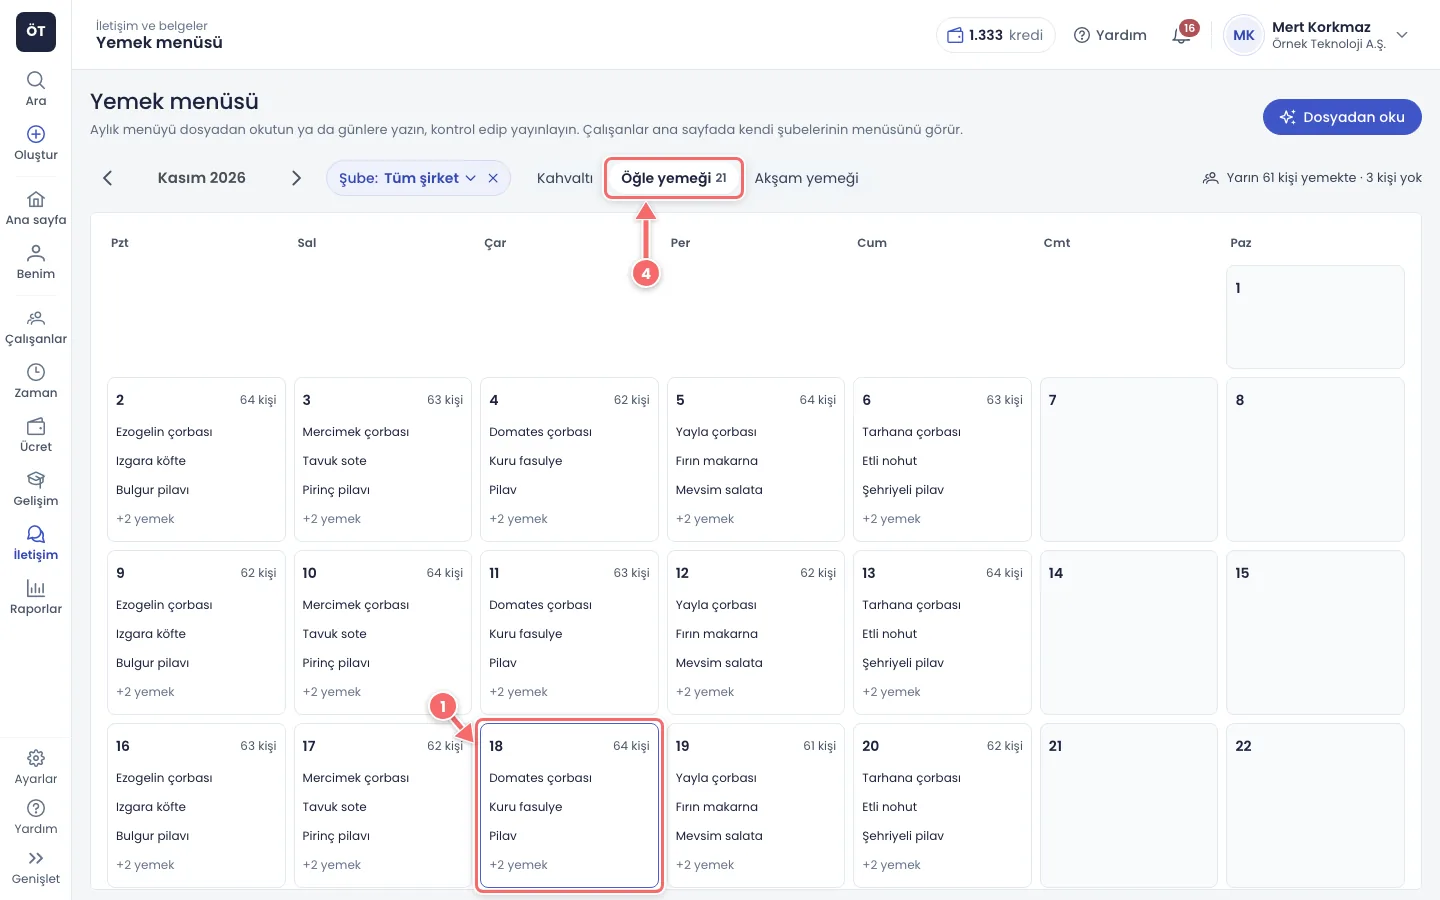 ÖT
İletişim ve belgeler
Yemek menüsü
1.333 kredi
Yardım
16
MK
Mert Korkmaz
Örnek Teknoloji A.Ş.
Ara
Oluştur
Ana sayfa
Benim
Çalışanlar
Zaman
Ücret
Gelişim
İletişim
Raporlar
Ayarlar
Yardım
Genişlet
Yemek menüsü
Aylık menüyü dosyadan okutun ya da günlere yazın, kontrol edip yayınlayın. Çalışanlar ana sayfada kendi şubelerinin menüsünü görür.
Dosyadan oku
Kasım 2026
Şube: Tüm şirket
Kahvaltı
Öğle yemeği 21
Akşam yemeği
Yarın 61 kişi yemekte · 3 kişi yok
4
Pzt
Sal
Çar
Per
Cum
Cmt
Paz
1
2 64 kişi
Ezogelin çorbası
Izgara köfte
Bulgur pilavı
+2 yemek
3 63 kişi
Mercimek çorbası
Tavuk sote
Pirinç pilavı
+2 yemek
4 62 kişi
Domates çorbası
Kuru fasulye
Pilav
+2 yemek
5 64 kişi
Yayla çorbası
Fırın makarna
Mevsim salata
+2 yemek
6 63 kişi
Tarhana çorbası
Etli nohut
Şehriyeli pilav
+2 yemek
7
8
9 62 kişi
Ezogelin çorbası
Izgara köfte
Bulgur pilavı
+2 yemek
10 64 kişi
Mercimek çorbası
Tavuk sote
Pirinç pilavı
+2 yemek
11 63 kişi
Domates çorbası
Kuru fasulye
Pilav
+2 yemek
12 62 kişi
Yayla çorbası
Fırın makarna
Mevsim salata
+2 yemek
13 64 kişi
Tarhana çorbası
Etli nohut
Şehriyeli pilav
+2 yemek
14
15
1
16 63 kişi
Ezogelin çorbası
Izgara köfte
Bulgur pilavı
+2 yemek
17 62 kişi
Mercimek çorbası
Tavuk sote
Pirinç pilavı
+2 yemek
18 64 kişi
Domates çorbası
Kuru fasulye
Pilav
+2 yemek
19 61 kişi
Yayla çorbası
Fırın makarna
Mevsim salata
+2 yemek
20 62 kişi
Tarhana çorbası
Etli nohut
Şehriyeli pilav
+2 yemek
21
22